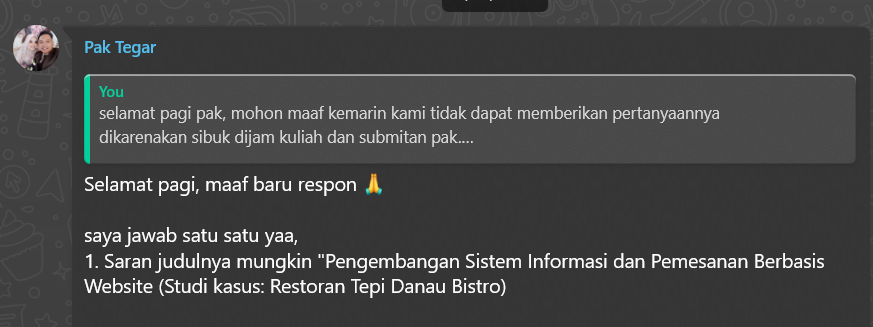 Pak Tegar
You
selamat pagi pak, mohon maaf kemarin kami tidak dapat memberikan pertanyaannya
dikarenakan sibuk dijam kuliah dan submitan pak....
Selamat pagi, maaf baru respon 🙏
saya jawab satu satu yaa,
1. Saran judulnya mungkin "Pengembangan Sistem Informasi dan Pemesanan Berbasis
Website (Studi kasus: Restoran Tepi Danau Bistro)